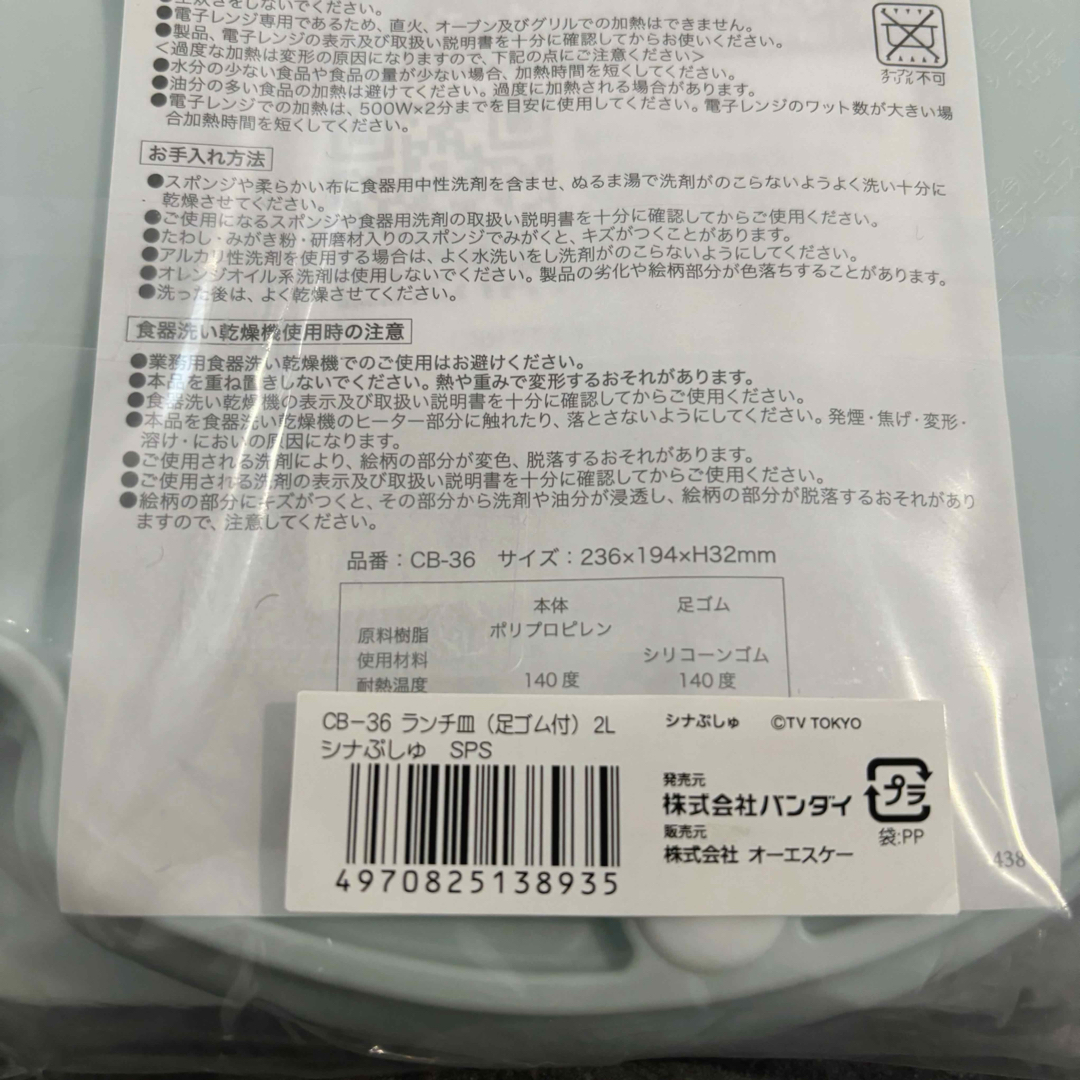 ●電子レンジ専用であるため、直火、オーブン及びグリルでの加熱はできません。
●製品、電子レンジの表示及び取扱い説明書を十分に確認してからお使いください。
<過度な加熱は変形の原因になりますので、下記の点にご注意ください>
●水分の少ない食品や食品の量が少ない場合、加熱時間を短くしてください。
●油分の多い食品の加熱は避けてください。過度に加熱される場合があります。
●電子レンジでの加熱は、500W×2分までを目安に使用してください。電子レンジのワット数が大きい場
合加熱時間を短くしてください。
不可
お手入れ方法
●スポンジや柔らかい布に食器用中性洗剤を含ませ、ぬるま湯で洗剤がのこらないようよく洗い十分に
乾燥させてください。
●ご使用になるスポンジや食器用洗剤の取扱い説明書を十分に確認してからご使用ください。
●たわし・みがき粉・研磨材入りのスポンジでみがくと、キズがつくことがあります。
●アルカリ性洗剤を使用する場合は、よく水洗いをし洗剤がのこらないようにしてください。
●オレンジオイル系洗剤は使用しないでください。製品の劣化や絵柄部分が色落ちすることがあります。
●洗った後は、よく乾燥させてください。
食器洗い乾燥機使用時の注意
●業務用食器洗い乾燥機でのご使用はお避けください。
●本品を重ね置きしないでください。熱や重みで変形するおそれがあります。
●食器洗い乾燥機の表示及び取扱い説明書を十分に確認してからご使用ください。
●本品を食器洗い乾燥機のヒーター部分に触れたり、落とさないようにしてください。発煙・焦げ・変形・
溶け・においの原因になります。
●ご使用される洗剤により、絵柄の部分が変色、脱落するおそれがあります。
●ご使用される洗剤の表示及び取扱い説明書を十分に確認してからご使用ください。
●絵柄の部分にキズがつくと、その部分から洗剤や油分が浸透し、絵柄の部分が脱落するおそれがあり
ますので、注意してください。
品番：CB-36 サイズ：236×194×H32mm
本体 足ゴム
原料樹脂 ポリプロピレン
使用材料 シリコーンゴム
耐熱温度 140度 140度
CB-36 ランチ皿（足ゴム付）2L
シナぷしゅ SPS
4970825138935
シナぷしゅ ©TV TOKYO
発売元
株式会社バンダイ
販売元
株式会社 オーエスケー
プラ
袋:PP
438